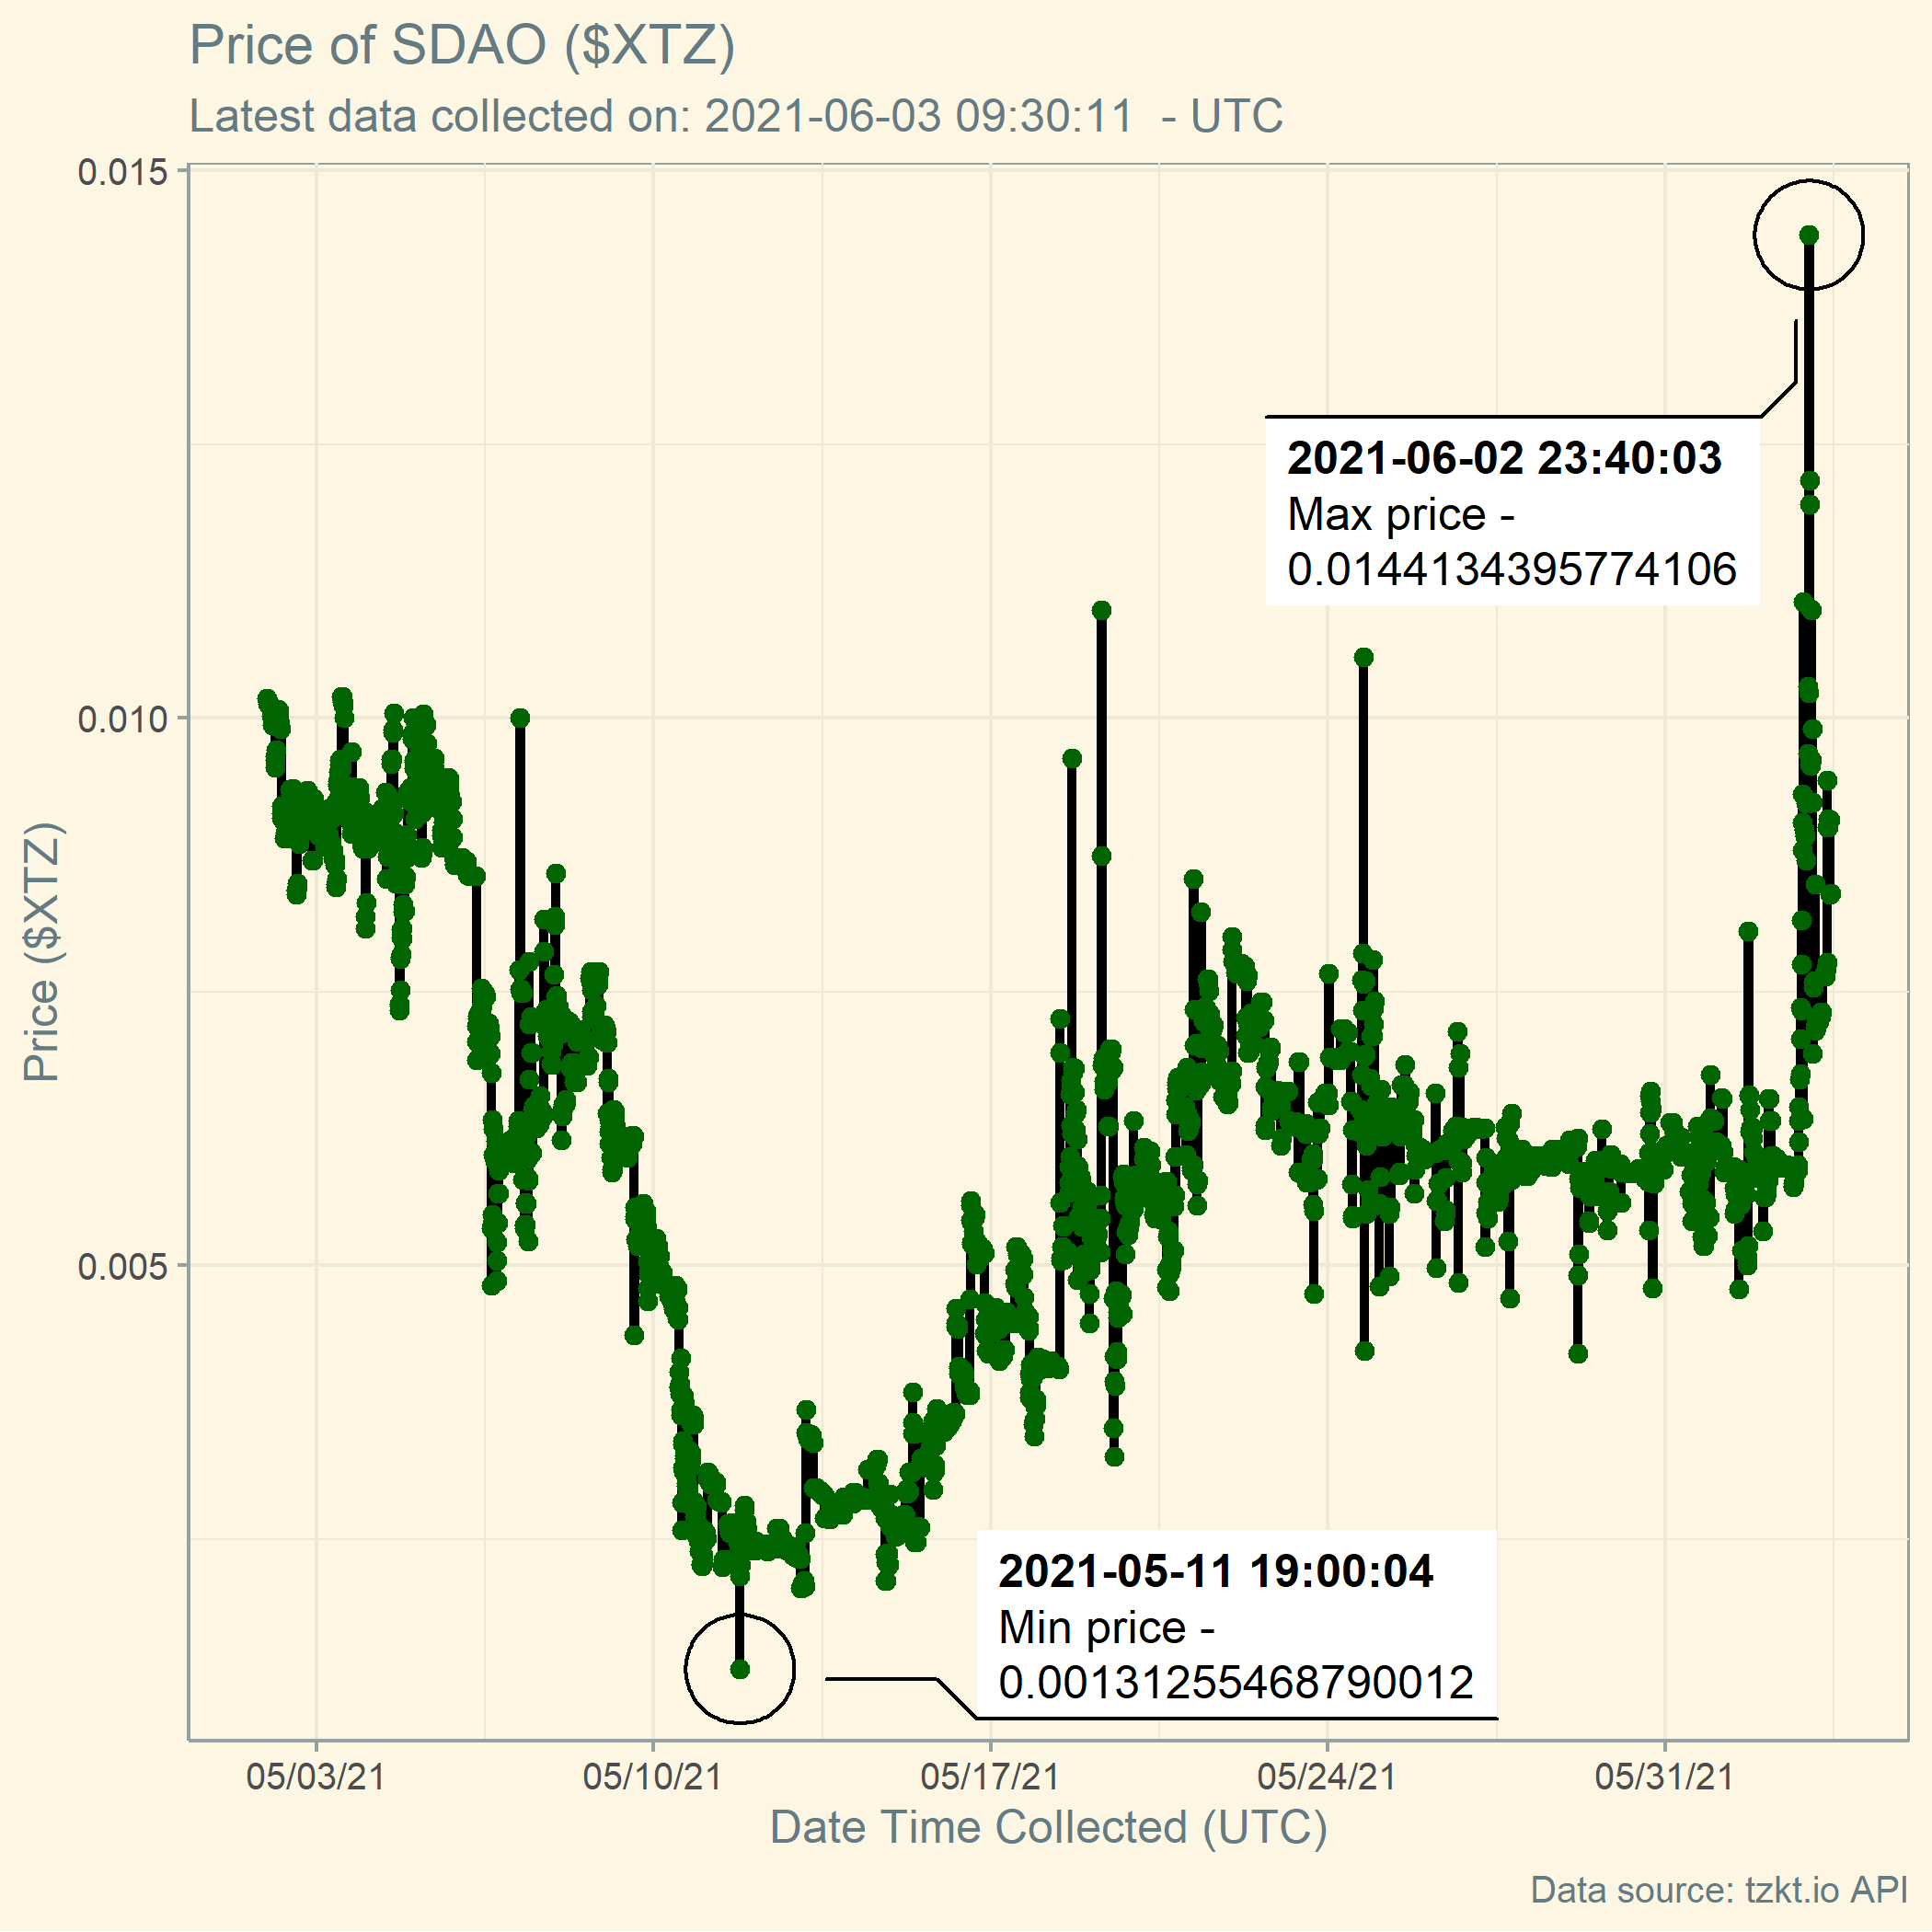 Price of SDAO ($XTZ)
Latest data collected on: 2021-06-03 09:30:11  - UTC
0.015
0.010
0.005
Price ($XTZ)
2021-06-02 23:40:03
Max price -
0.0144134395774106
2021-05-11 19:00:04
Min price -
0.00131255468790012
05/03/21
05/10/21
05/17/21
05/24/21
05/31/21
Date Time Collected (UTC)
Data source: tzkt.io API